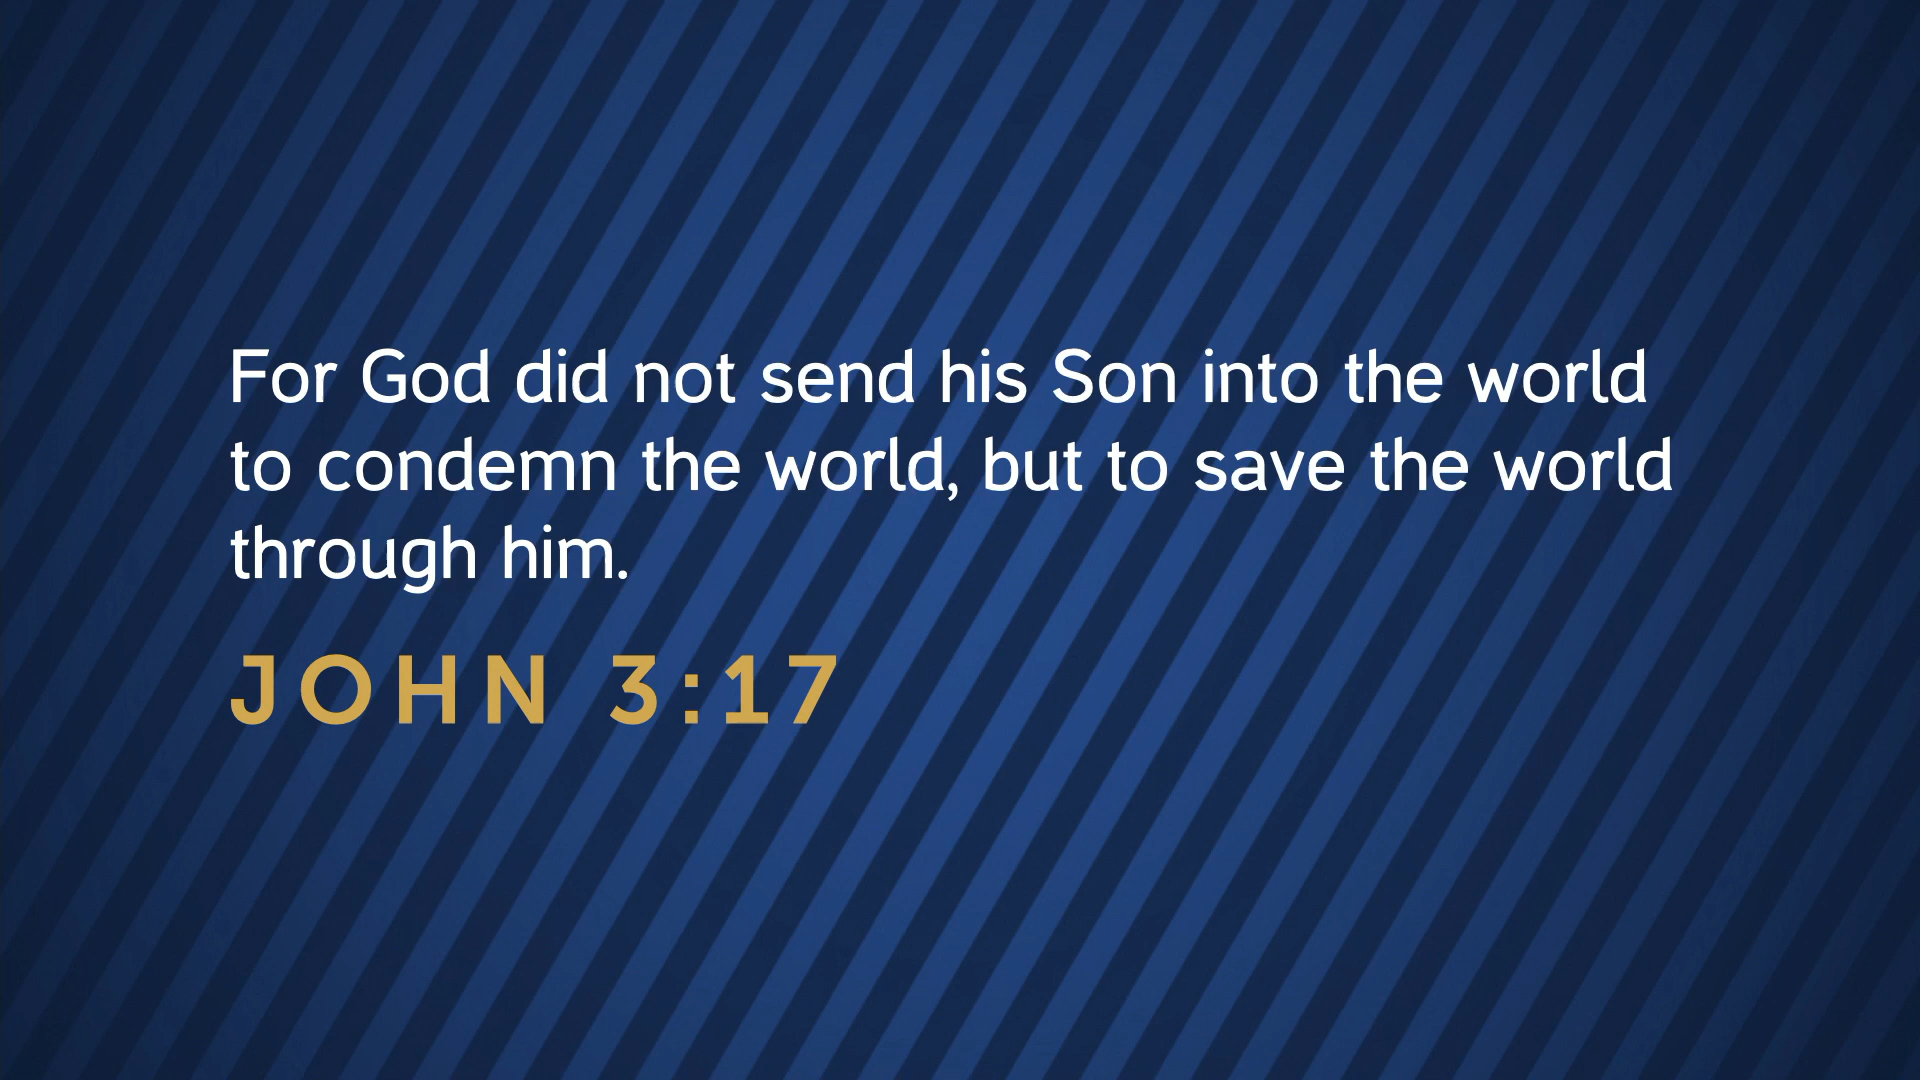 For God did not send his Son into the world
to condemn the world, but to save the world
through him.
JOHN 3:17